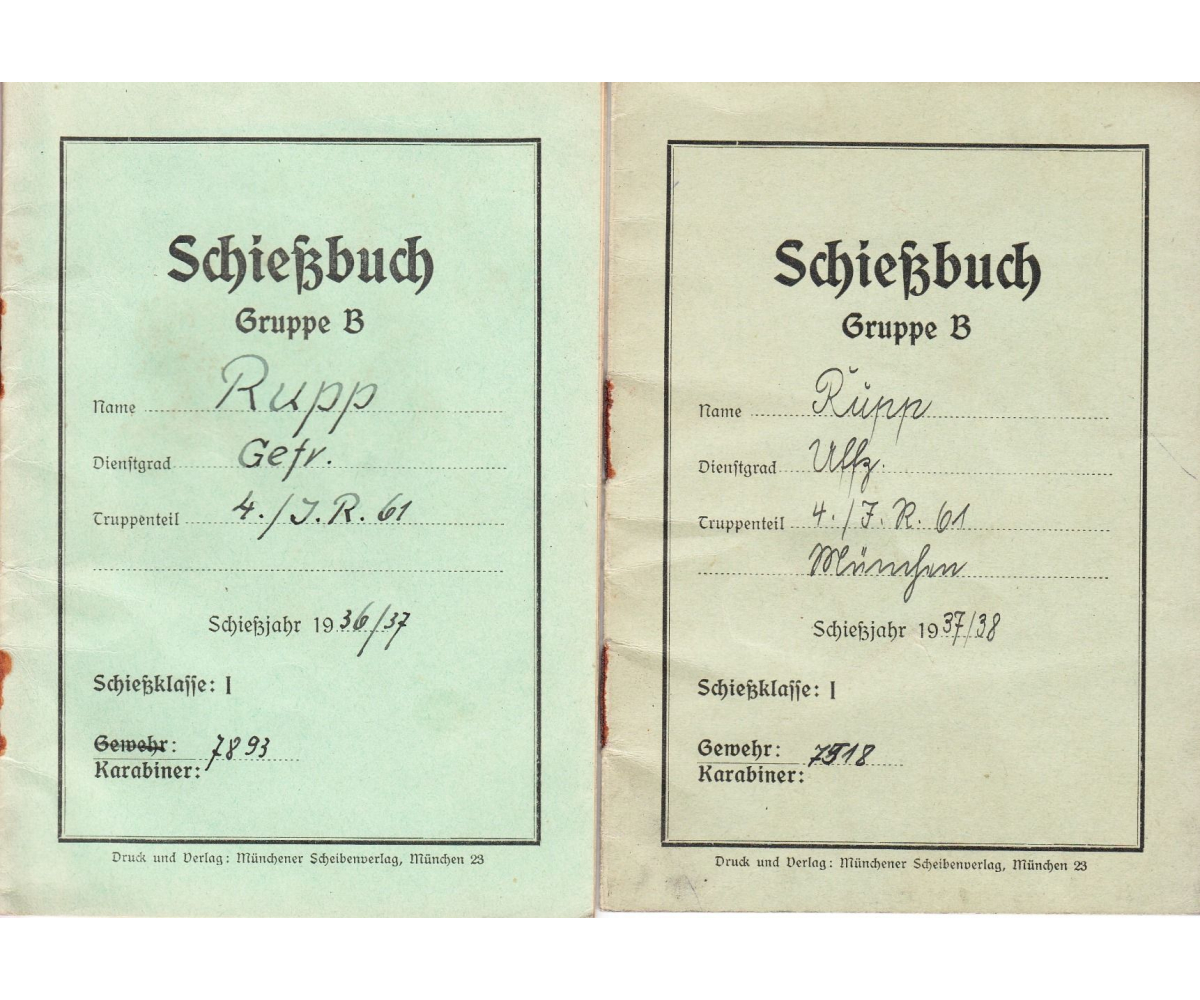 Schießbuch
Gruppe B
Name Rupp
Dienstgrad Gefr.
Truppenteil 4./J.R. 61
Schießjahr 1936/37
Schießklasse: I
Gewehr: 7893
Karabiner:
Druck und Verlag: Münchener Scheibenverlag, München 23
Schießbuch
Gruppe B
Name Rupp
Dienstgrad Uffz.
Truppenteil 4./J.R. 61
München
Schießjahr 1937/38
Schießklasse: I
Gewehr: 7518
Karabiner:
Druck und Verlag: Münchener Scheibenverlag, München 23